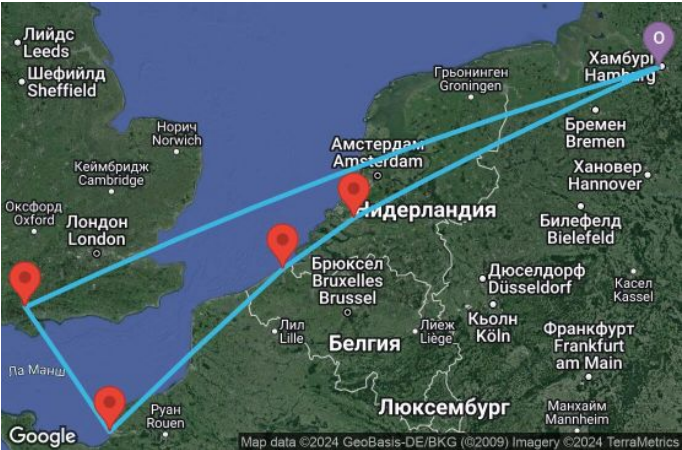 Лийдс
Leeds
Шефийлд
Sheffield
Норич
Norwich
Кеймбридж
Cambridge
Оксфорд
Oxford
Лондон
London
Ла Манш
Руан
Rouen
Грьонинген
Groningen
Амстердам
Amsterdam
Нидерландия
Брюксел
Bruxelles
Brussel
Лил
Lille
Белгия
Лиеж
Liège
Люксембург
O
Хамбург
Hamburg
Бремен
Bremen
Хановер
Hannover
Билефелд
Bielefeld
Дюселдорф
Düsseldorf
Касел
Kassel
Кьолн
Köln
Франкфурт
Frankfurt
am Main
Манхайм
Mannheim
Google
Map data ©2024 GeoBasis-DE/BKG (©2009) Imagery ©2024 TerraMetrics